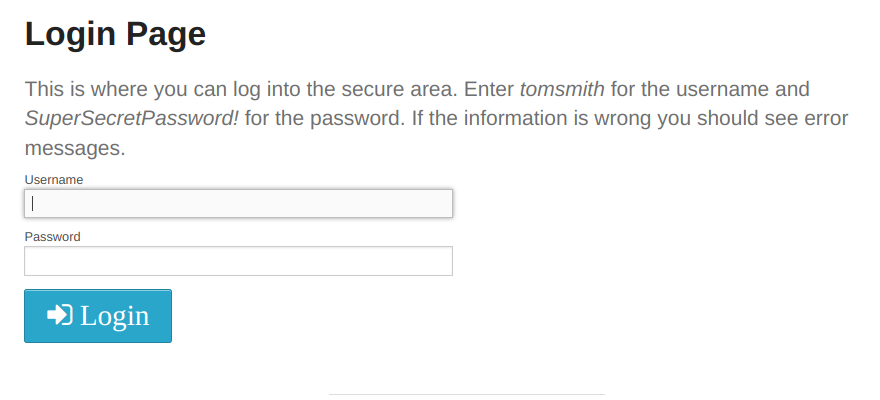 Login Page
This is where you can log into the secure area. Enter tomsmith for the username and
SuperSecretPassword! for the password. If the information is wrong you should see error
messages.
Username
Password
Login